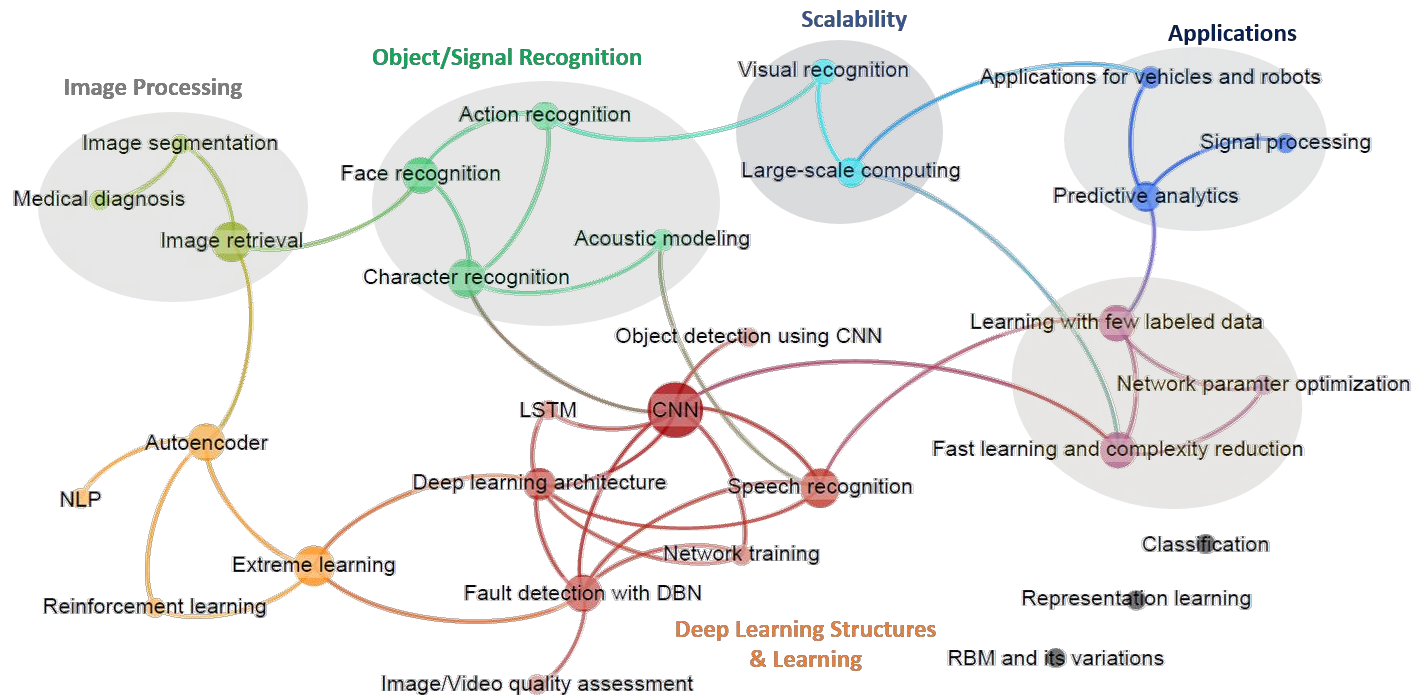 Scalability
Applications
Object/Signal Recognition
Image Processing
Visual recognition
Applications for vehicles and robots
Action recognition
Image segmentation
Signal processing
Face recognition
Large-scale computing
Medical diagnosis
Predictive analytics
Image retrieval
Acoustic modeling
Character recognition
Learning with few labeled data
Object detection using CNN
Network paramter optimization
LSTM
CNN
Autoencoder
Fast learning and complexity reduction
Deep learning architecture
Speech recognition
NLP
Classification
Network training
Extreme learning
Fault detection with DBN
Representation learning
Reinforcement learning
Deep Learning Structures
& Learning
RBM and its variations
Image/Video quality assessment